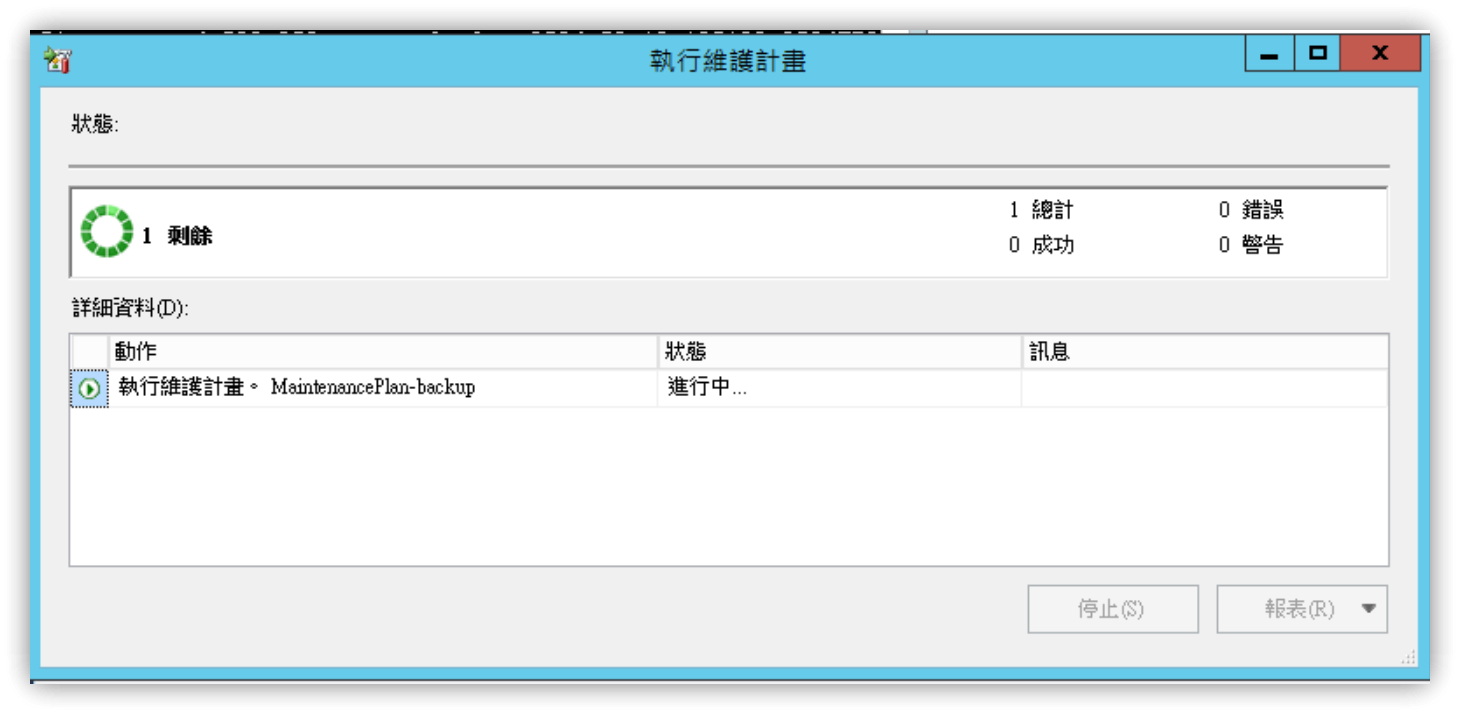 執行維護計畫
狀態:
1 剩餘
1 總計 0 錯誤
0 成功 0 警告
詳細資料(D):
動作 狀態 訊息
執行維護計畫。 MaintenancePlan-backup 進行中...
停止(S) 報表(R)